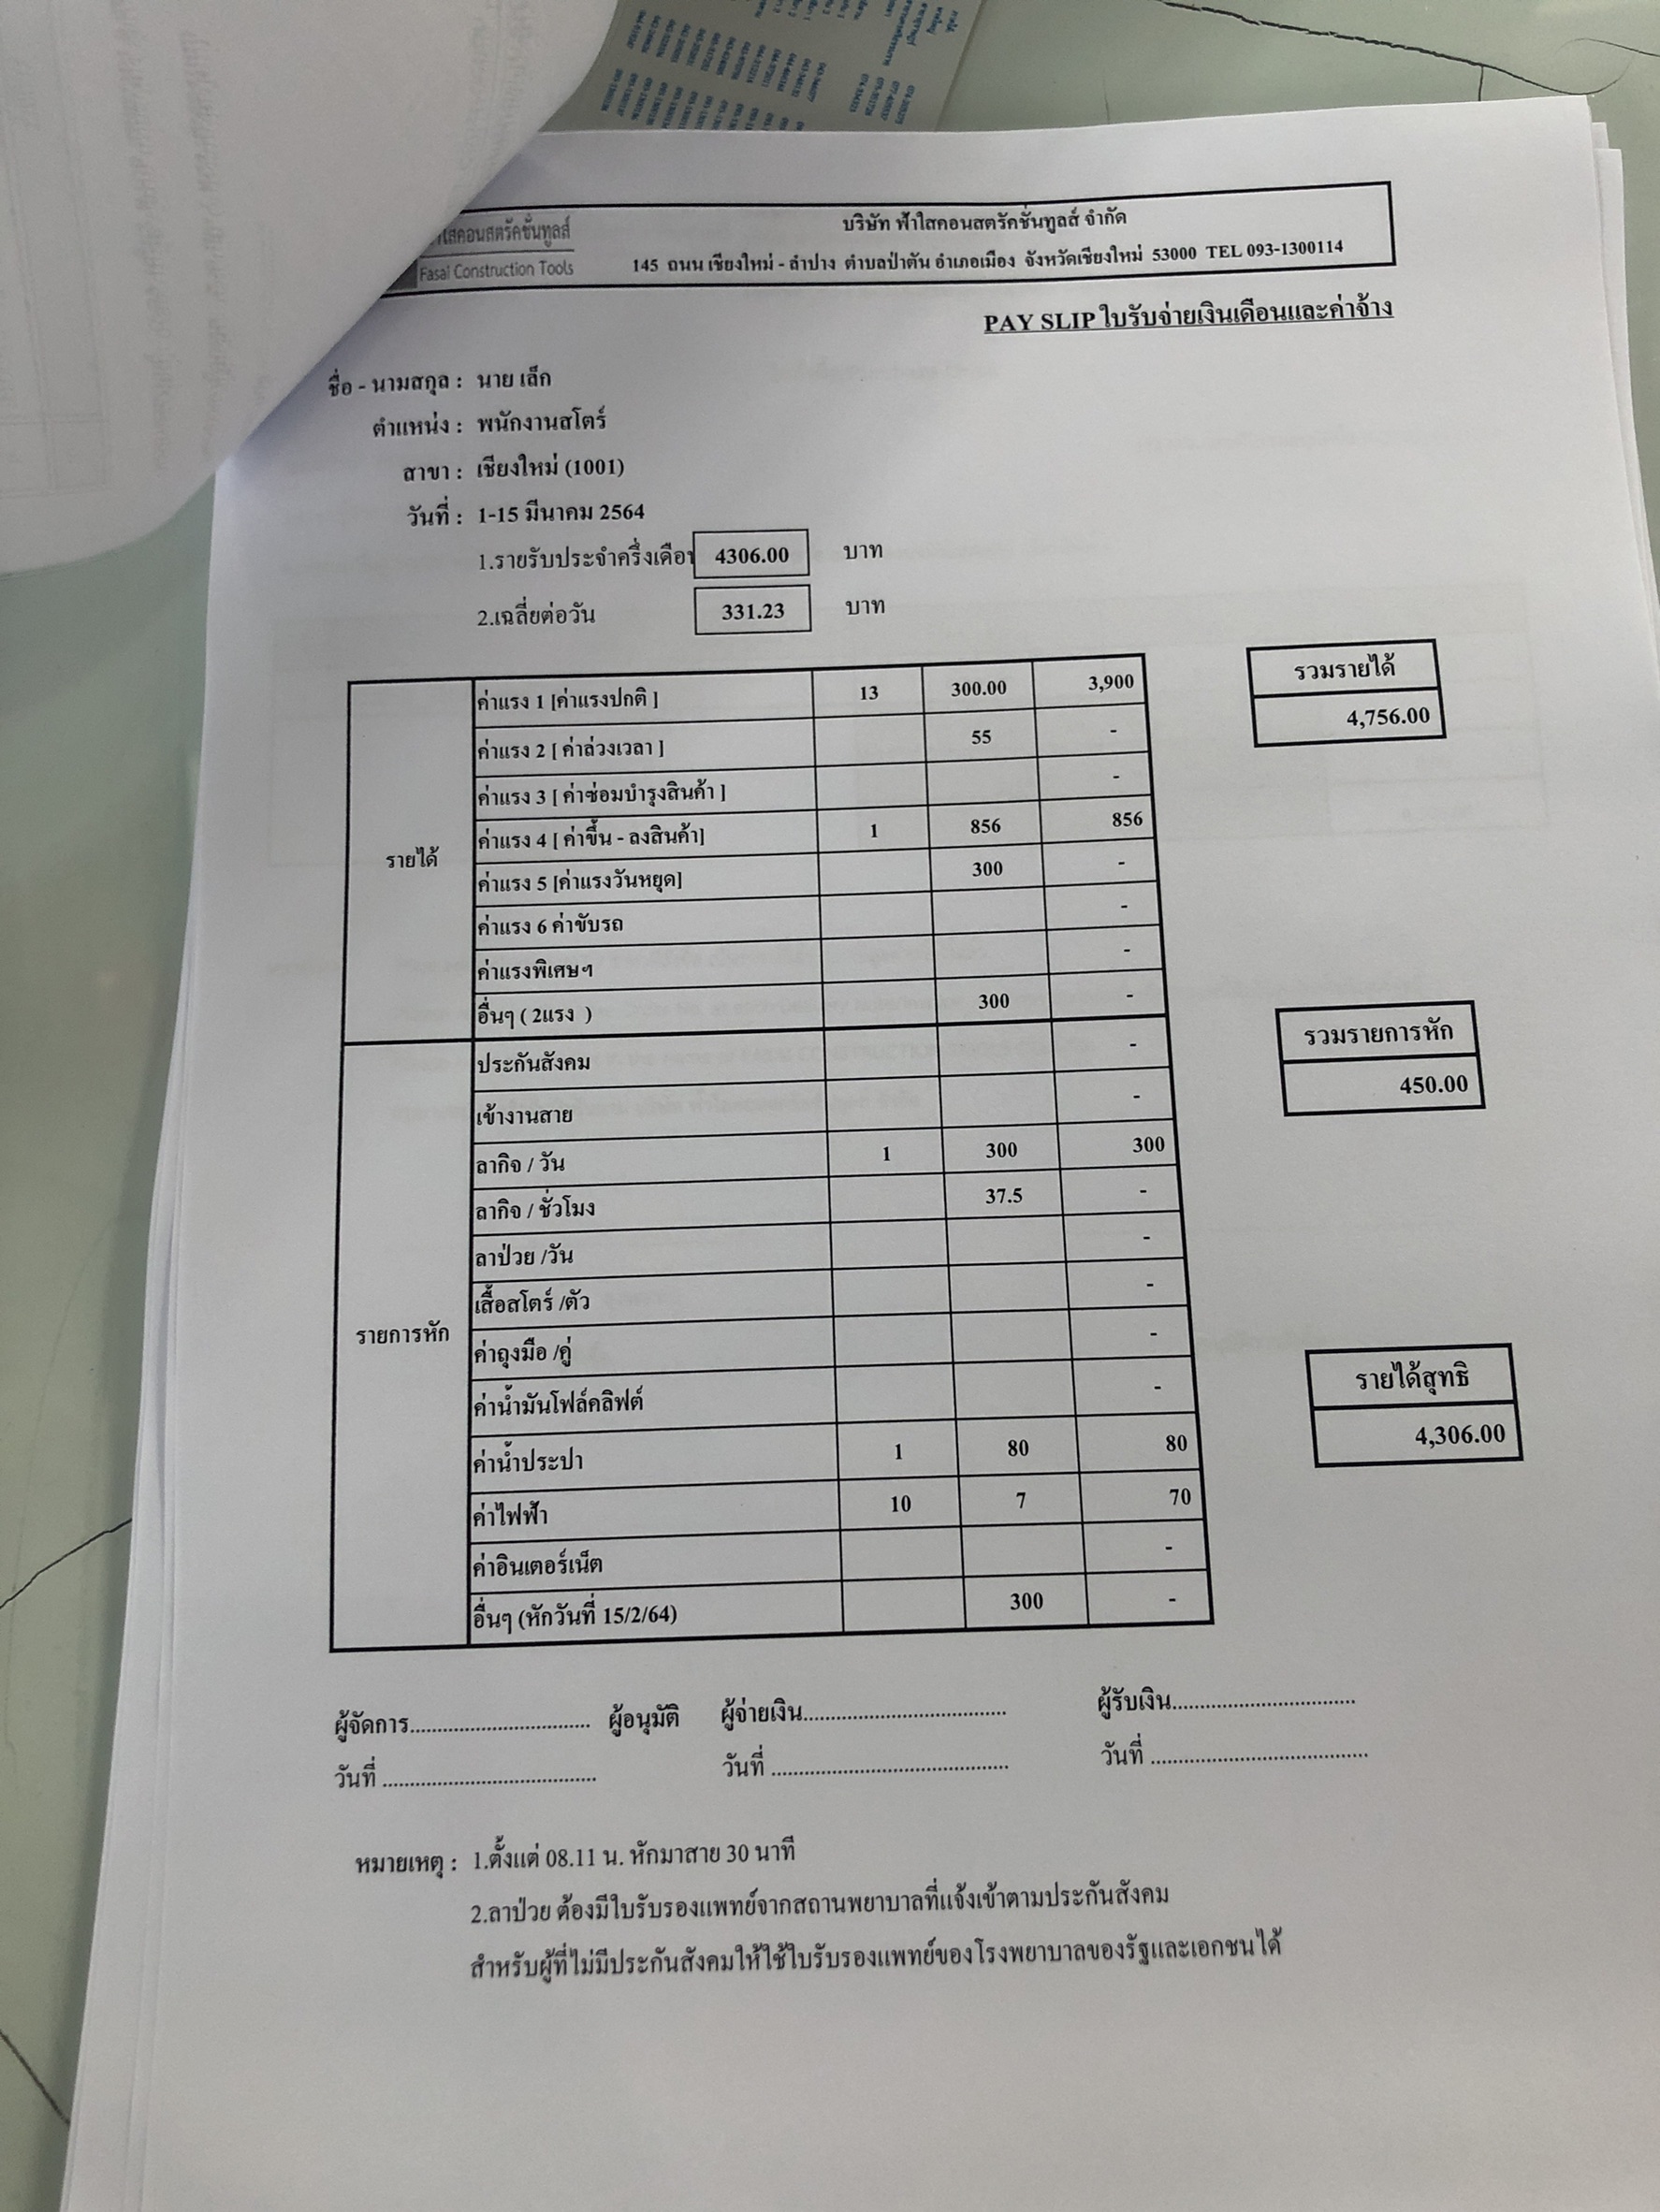 บริษัท ฟ้าใสคอนสตรัคชั่นทูลส์ จำกัด
145 ถนน เชียงใหม่ - ลำปาง ตำบลป่าตัน อำเภอเมือง จังหวัดเชียงใหม่ 53000 TEL 093-1300114
Fasai Construction Tools
PAY SLIP ใบรับจ่ายเงินเดือนและค่าจ้าง
ชื่อ - นามสกุล : นาย เล็ก
ตำแหน่ง : พนักงานสโตร์
สาขา : เชียงใหม่ (1001)
วันที่ : 1-15 มีนาคม 2564
1.รายรับประจำครึ่งเดือน 4306.00 บาท
2.เฉลี่ยต่อวัน 331.23 บาท
รายได้
ค่าแรง 1 [ค่าแรงปกติ ] 13 300.00 3,900
ค่าแรง 2 [ ค่าล่วงเวลา ] 55 -
ค่าแรง 3 [ ค่าซ่อมบำรุงสินค้า ] -
ค่าแรง 4 [ ค่าขึ้น - ลงสินค้า] 1 856 856
ค่าแรง 5 [ค่าแรงวันหยุด] 300 -
ค่าแรง 6 ค่าขับรถ -
ค่าแรงพิเศษฯ -
อื่นๆ ( 2แรง ) 300 -
รวมรายได้
4,756.00
รายการหัก
ประกันสังคม -
เข้างานสาย -
ลากิจ / วัน 1 300 300
ลากิจ / ชั่วโมง 37.5 -
ลาป่วย /วัน -
เสื้อสโตร์ /ตัว -
ค่าถุงมือ /คู่ -
ค่าน้ำมันโฟล์คลิฟต์ -
ค่าน้ำประปา 1 80 80
ค่าไฟฟ้า 10 7 70
ค่าอินเตอร์เน็ต -
อื่นๆ (หักวันที่ 15/2/64) 300 -
รวมรายการหัก
450.00
รายได้สุทธิ
4,306.00
ผู้จัดการ.................................. ผู้อนุมัติ ผู้จ่ายเงิน..................................... ผู้รับเงิน..................................
วันที่ ....................................... วันที่ ........................................... วันที่ ........................................
หมายเหตุ : 1.ตั้งแต่ 08.11 น. หักมาสาย 30 นาที
2.ลาป่วย ต้องมีใบรับรองแพทย์จากสถานพยาบาลที่แจ้งเข้าตามประกันสังคม
สำหรับผู้ที่ไม่มีประกันสังคมให้ใช้ใบรับรองแพทย์ของโรงพยาบาลของรัฐและเอกชนได้